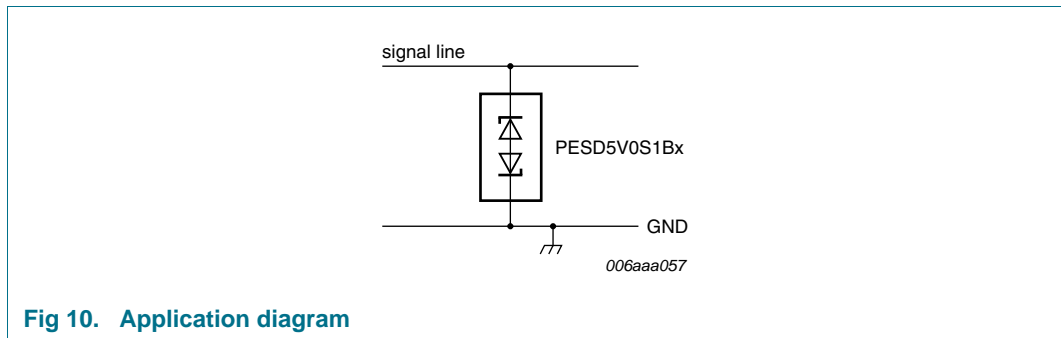 signal line
PESD5V0S1Bx
GND
006aaa057
Fig 10. Application diagram